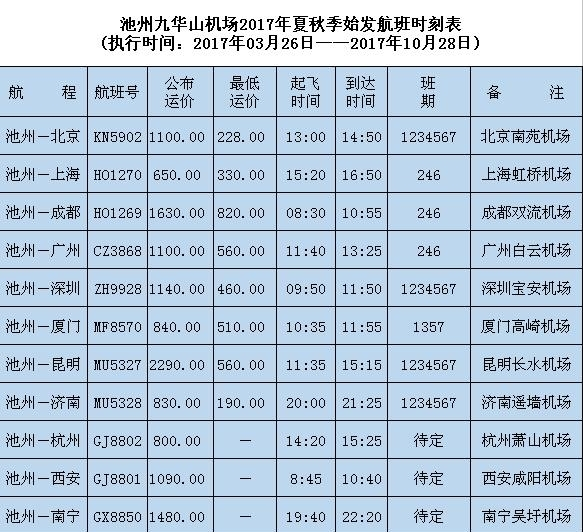 池州九华山机场2017年夏秋季始发航班时刻表
(执行时间：2017年03月26日——2017年10月28日)
航 程 航班号 公布运价 最低运价 起飞时间 到达时间 班期 备 注
池州—北京 KN5902 1100.00 228.00 13:00 14:50 1234567 北京南苑机场
池州—上海 HO1270 650.00 330.00 15:20 16:50 246 上海虹桥机场
池州—成都 HO1269 1630.00 820.00 08:30 10:55 246 成都双流机场
池州—广州 CZ3868 1100.00 560.00 11:40 13:25 246 广州白云机场
池州—深圳 ZH9928 1140.00 460.00 09:50 11:50 1234567 深圳宝安机场
池州—厦门 MF8570 840.00 510.00 10:35 11:55 1357 厦门高崎机场
池州—昆明 MU5327 2290.00 560.00 11:35 15:15 1234567 昆明长水机场
池州—济南 MU5328 830.00 190.00 20:00 21:25 1234567 济南遥墙机场
池州—杭州 GJ8802 800.00 — 14:20 15:25 待定 杭州萧山机场
池州—西安 GJ8801 1090.00 — 8:45 10:40 待定 西安咸阳机场
池州—南宁 GX8850 1480.00 — 19:40 22:20 待定 南宁吴圩机场